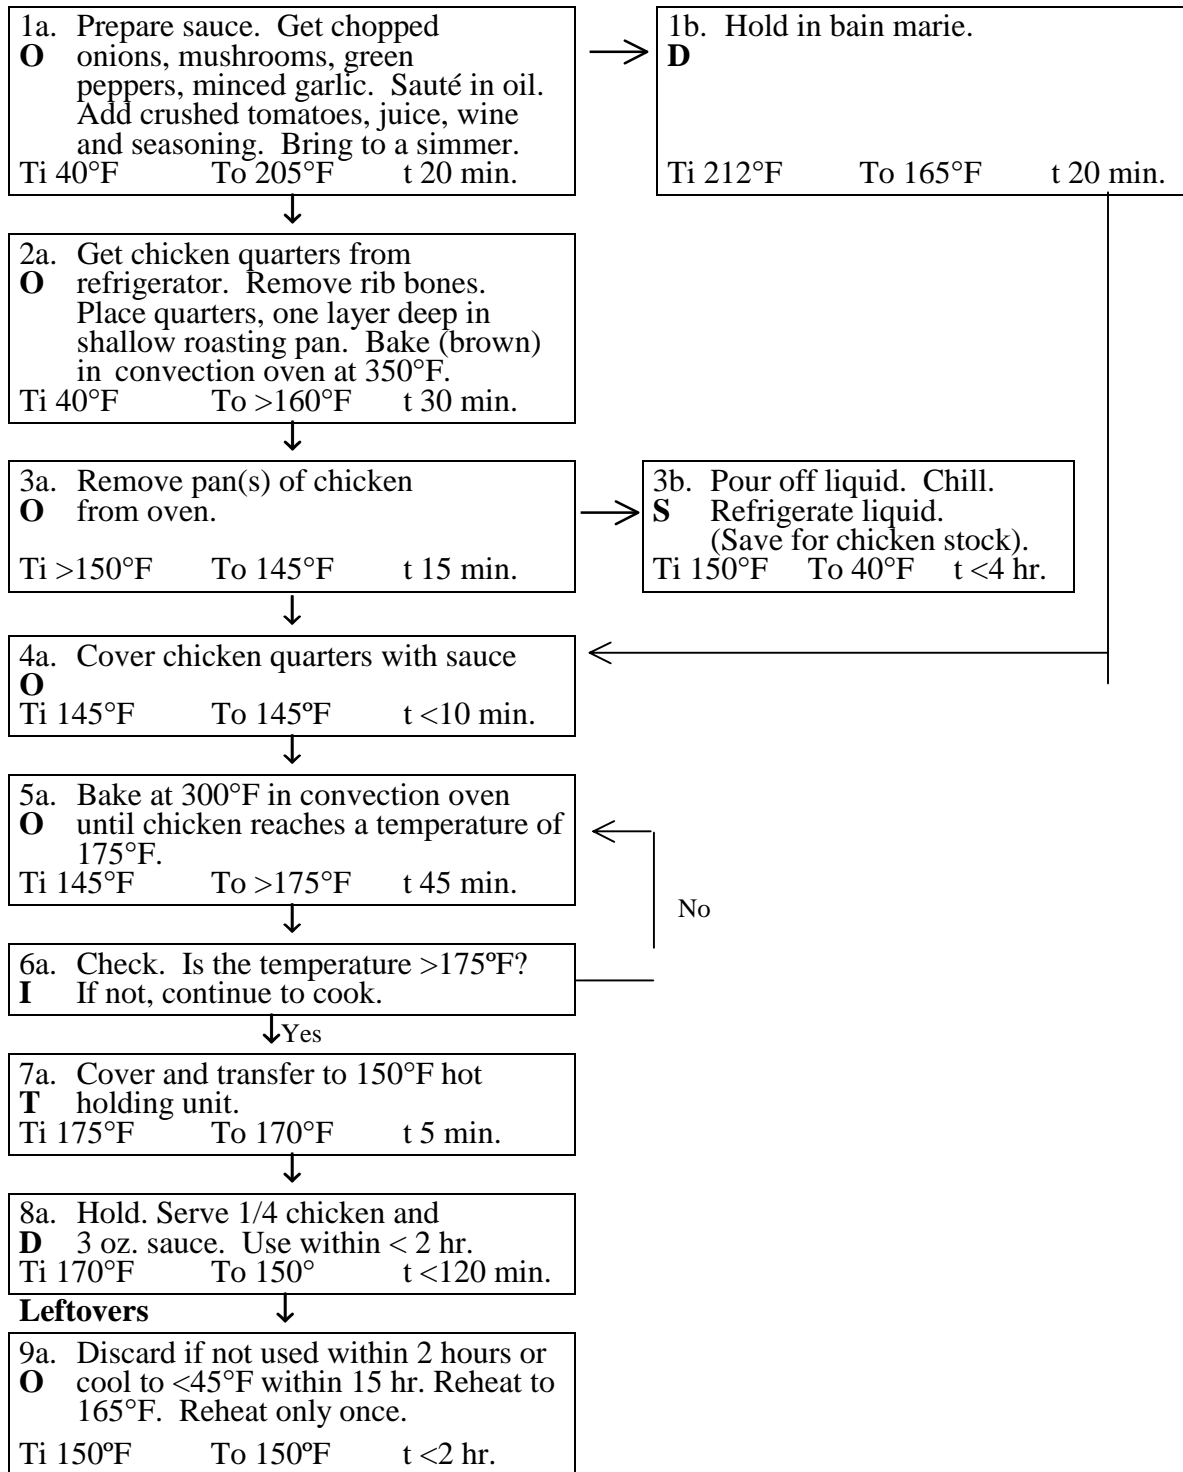 1a. Prepare sauce. Get chopped
O onions, mushrooms, green
peppers, minced garlic. Sauté in oil.
Add crushed tomatoes, juice, wine
and seasoning. Bring to a simmer.
Ti 40°F To 205°F t 20 min.
1b. Hold in bain marie.
D
Ti 212°F To 165°F t 20 min.
2a. Get chicken quarters from
O refrigerator. Remove rib bones.
Place quarters, one layer deep in
shallow roasting pan. Bake (brown)
in convection oven at 350°F.
Ti 40°F To >160°F t 30 min.
3a. Remove pan(s) of chicken
O from oven.
Ti >150°F To 145°F t 15 min.
3b. Pour off liquid. Chill.
S Refrigerate liquid.
(Save for chicken stock).
Ti 150°F To 40°F t <4 hr.
4a. Cover chicken quarters with sauce
O
Ti 145°F To 145ºF t <10 min.
5a. Bake at 300°F in convection oven
O until chicken reaches a temperature of
175°F.
Ti 145°F To >175°F t 45 min.
No
6a. Check. Is the temperature >175ºF?
I If not, continue to cook.
Yes
7a. Cover and transfer to 150°F hot
T holding unit.
Ti 175°F To 170°F t 5 min.
8a. Hold. Serve 1/4 chicken and
D 3 oz. sauce. Use within < 2 hr.
Ti 170°F To 150° t <120 min.
Leftovers
9a. Discard if not used within 2 hours or
O cool to <45°F within 15 hr. Reheat to
165°F. Reheat only once.
Ti 150ºF To 150ºF t <2 hr.